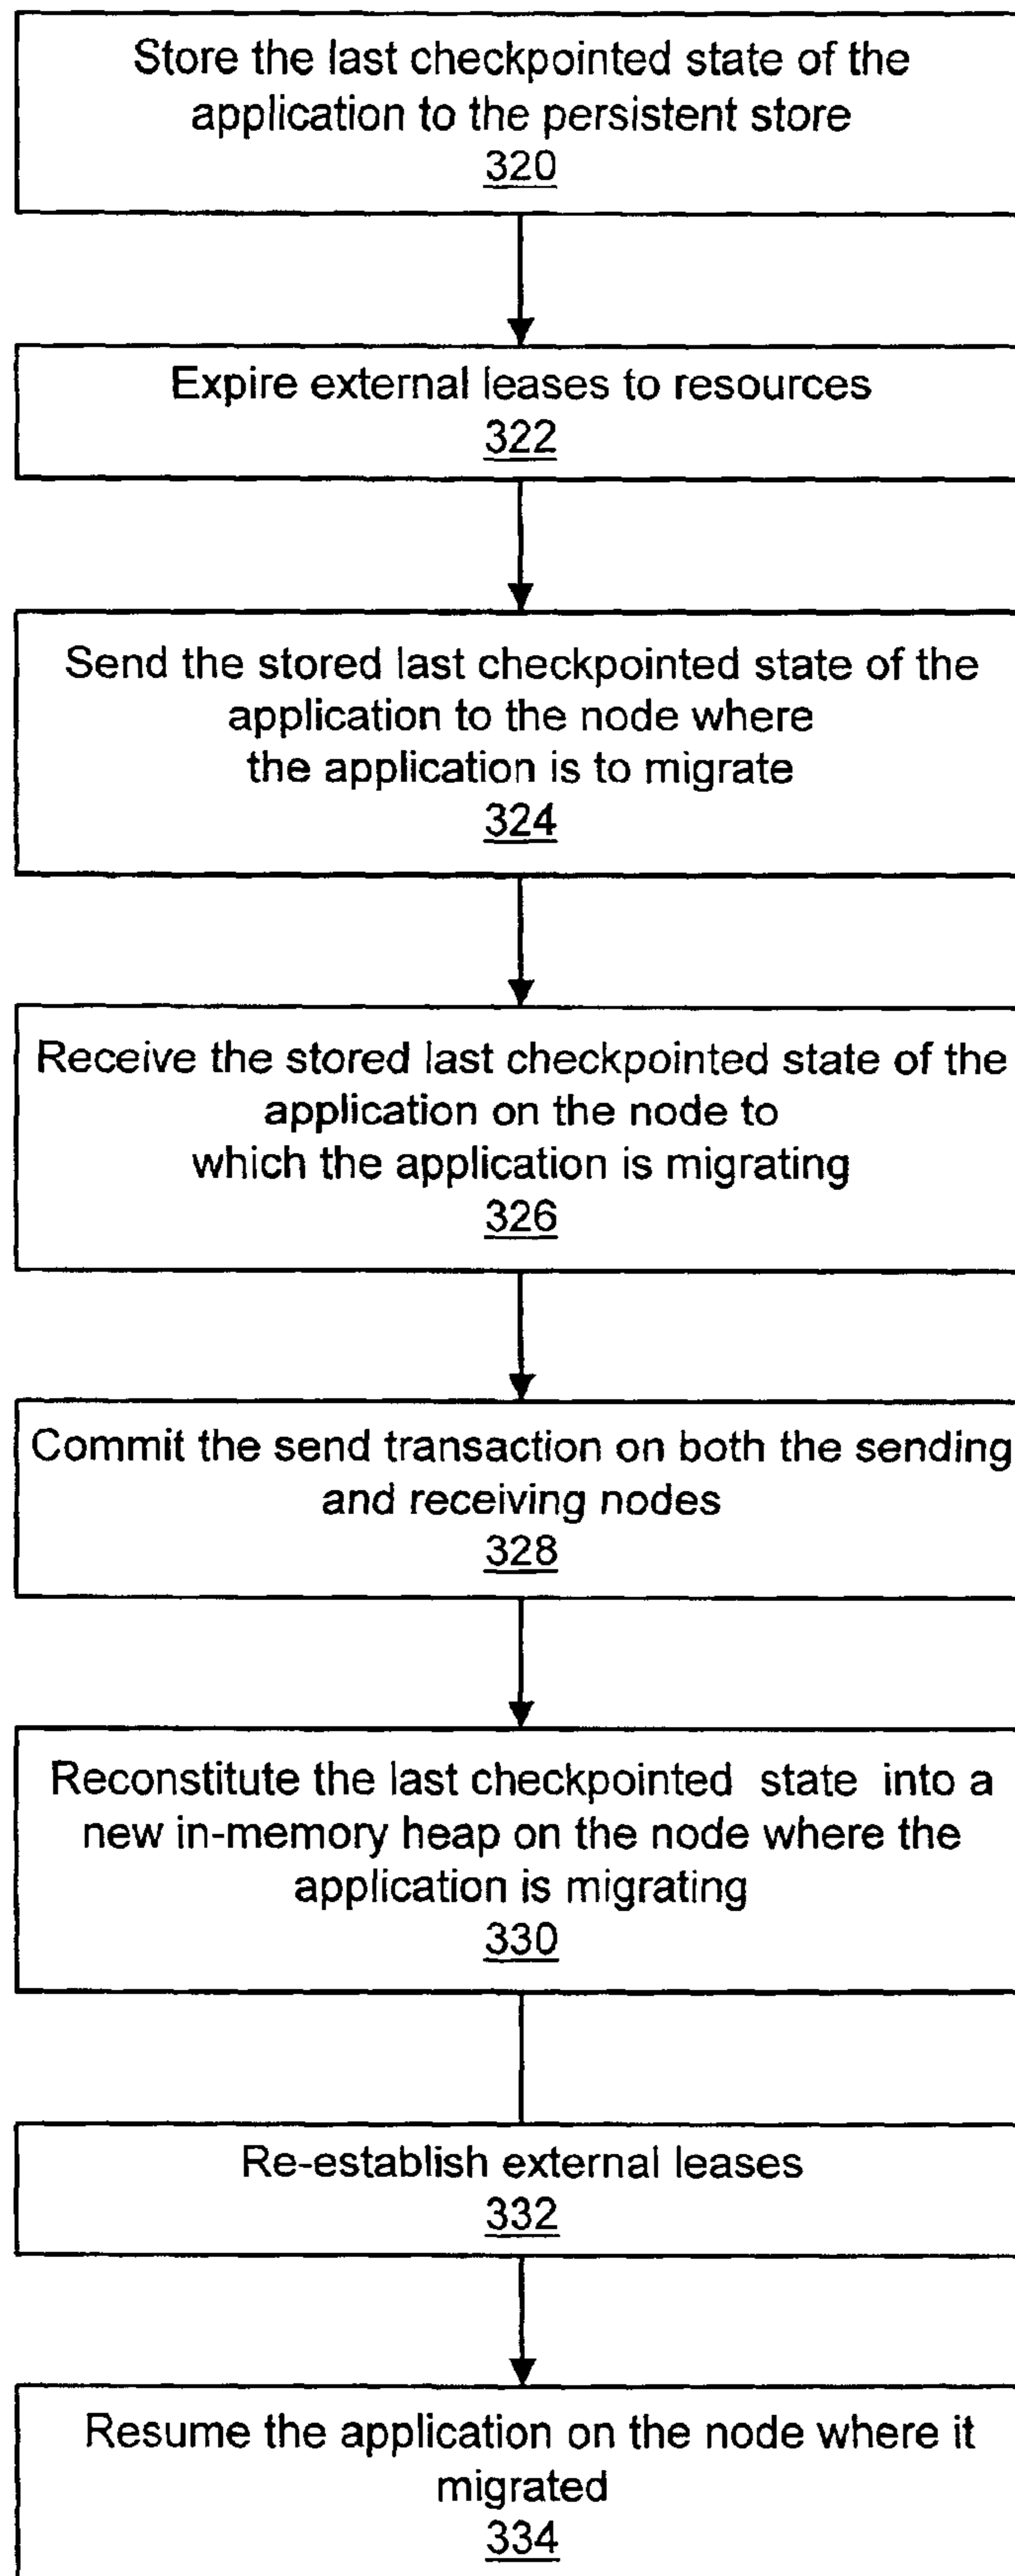 Store the last checkpointed state of the
application to the persistent store
320
Expire external leases to resources
322
Send the stored last checkpointed state of the
application to the node where
the application is to migrate
324
Receive the stored last checkpointed state of the
application on the node to
which the application is migrating
326
Commit the send transaction on both the sending
and receiving nodes
328
Reconstitute the last checkpointed state into a
new in-memory heap on the node where the
application is migrating
330
Re-establish external leases
332
Resume the application on the node where it
migrated
334